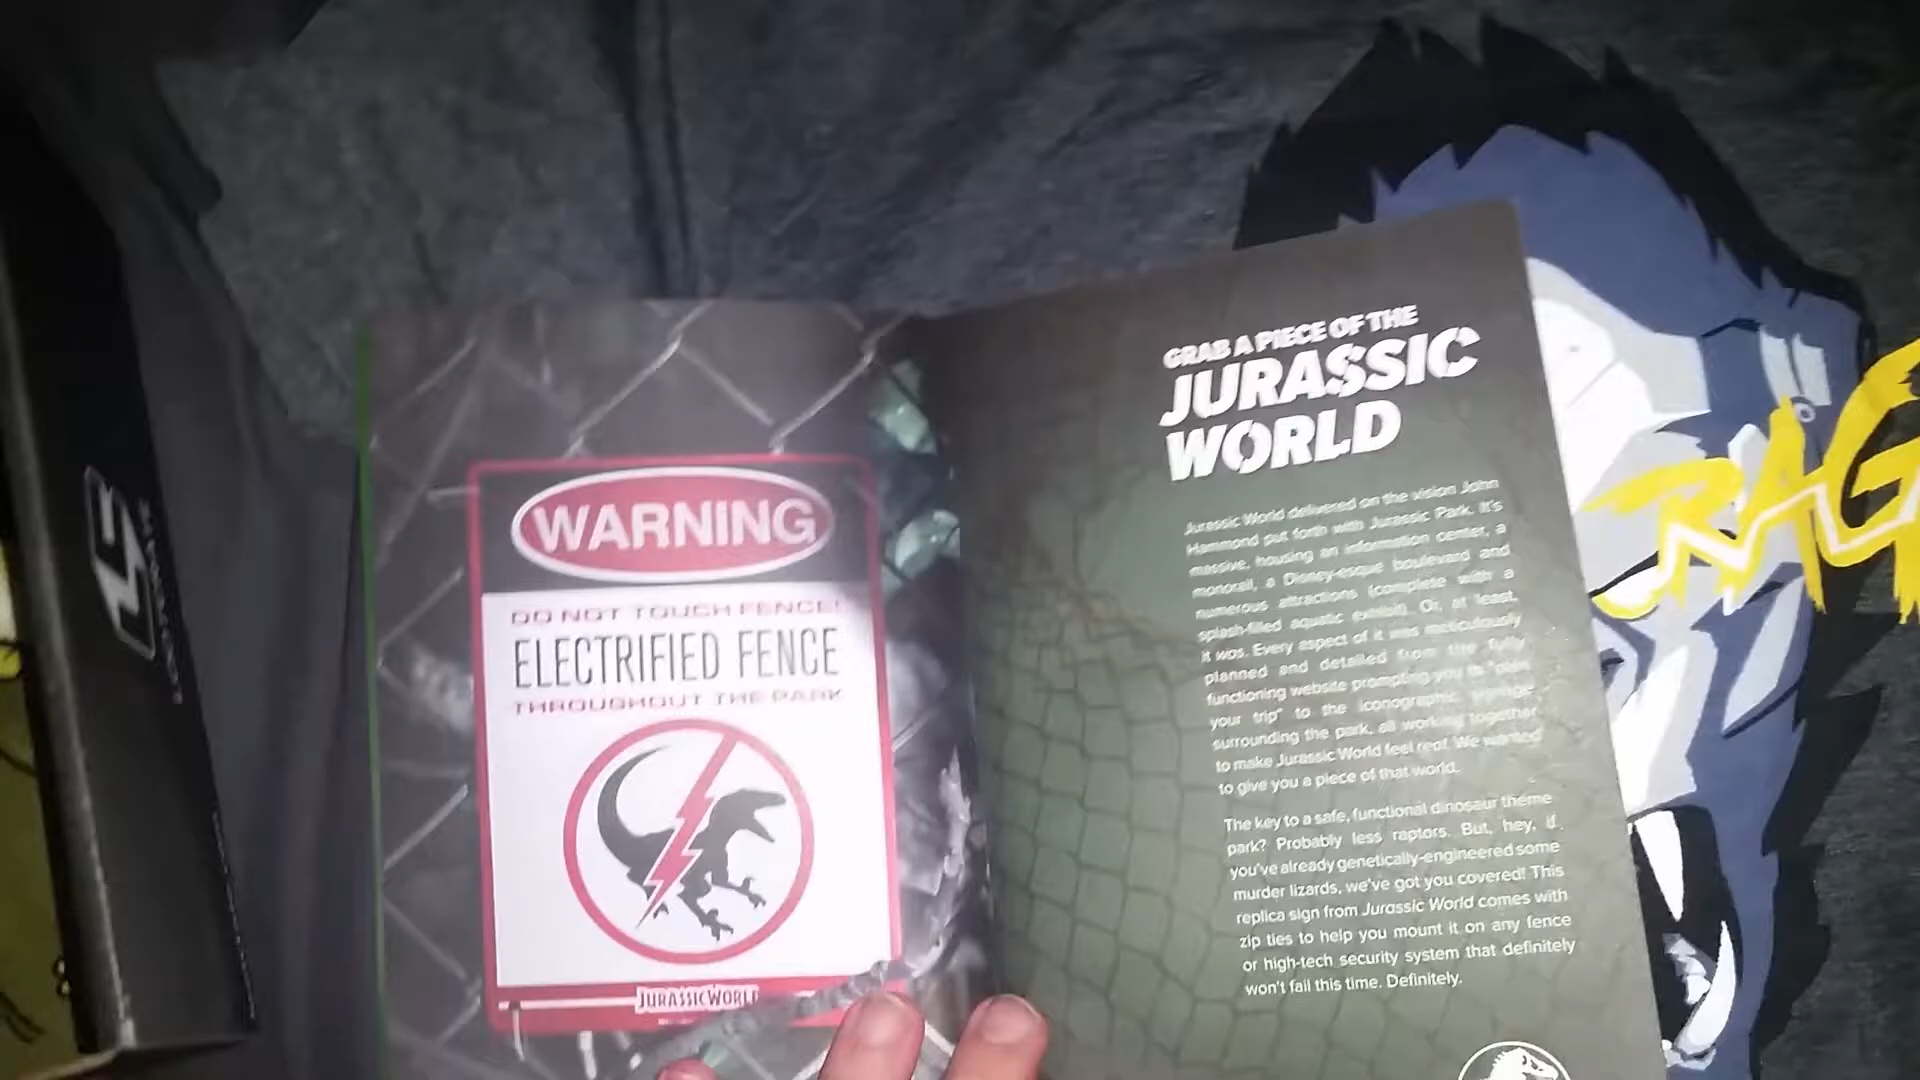 WARNING
DO NOT TOUCH FENCE!
ELECTRIFIED FENCE
THROUGHOUT THE PARK
JURASSIC WORLD
GRAB A PIECE OF THE
JURASSIC
WORLD
Jurassic World delivered on the vision John
Hammond put forth with Jurassic Park. It's
massive, housing an information center, a
monorail, a Disney-esque boulevard and
numerous attractions (complete with a
splash-filled aquatic exhibit). Or, at least,
it was. Every aspect of it was meticulously
planned and detailed from the fully
functioning website prompting you to "plan
your trip" to the iconographic signage
surrounding the park, all working together
to make Jurassic World feel real. We wanted
to give you a piece of that world.
The key to a safe, functional dinosaur theme
park? Probably less raptors. But, hey, if
you've already genetically-engineered some
murder lizards, we've got you covered! This
replica sign from Jurassic World comes with
zip ties to help you mount it on any fence
or high-tech security system that definitely
won't fail this time. Definitely.
RAG